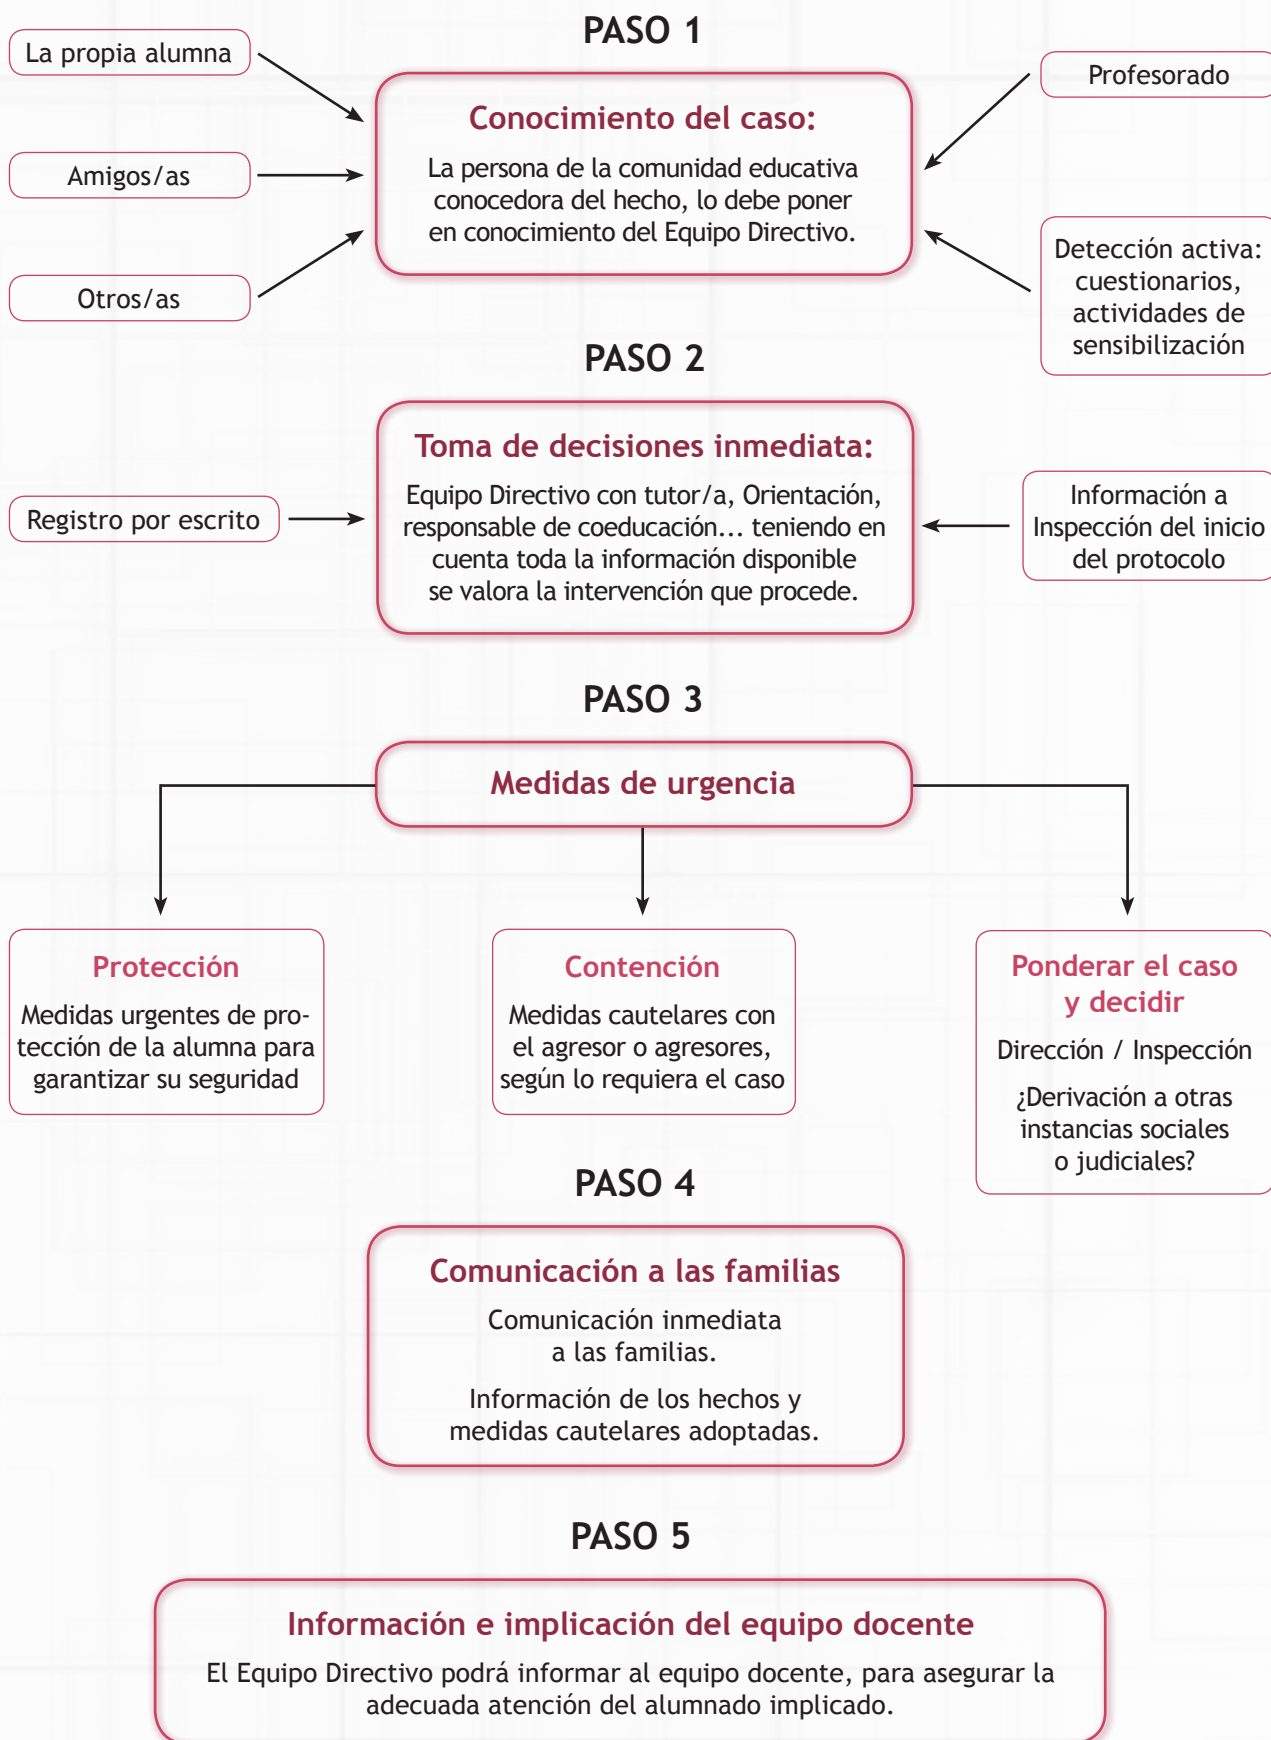 PASO 1
La propia alumna
Amigos/as
Otros/as
Conocimiento del caso:
La persona de la comunidad educativa
conocedora del hecho, lo debe poner
en conocimiento del Equipo Directivo.
Profesorado
Detección activa:
cuestionarios,
actividades de
sensibilización
PASO 2
Registro por escrito
Toma de decisiones inmediata:
Equipo Directivo con tutor/a, Orientación,
responsable de coeducación... teniendo en
cuenta toda la información disponible
se valora la intervención que procede.
Información a
Inspección del inicio
del protocolo
PASO 3
Medidas de urgencia
Protección
Medidas urgentes de pro-
tección de la alumna para
garantizar su seguridad
Contención
Medidas cautelares con
el agresor o agresores,
según lo requiera el caso
Ponderar el caso
y decidir
Dirección / Inspección
¿Derivación a otras
instancias sociales
o judiciales?
PASO 4
Comunicación a las familias
Comunicación inmediata
a las familias.
Información de los hechos y
medidas cautelares adoptadas.
PASO 5
Información e implicación del equipo docente
El Equipo Directivo podrá informar al equipo docente, para asegurar la
adecuada atención del alumnado implicado.